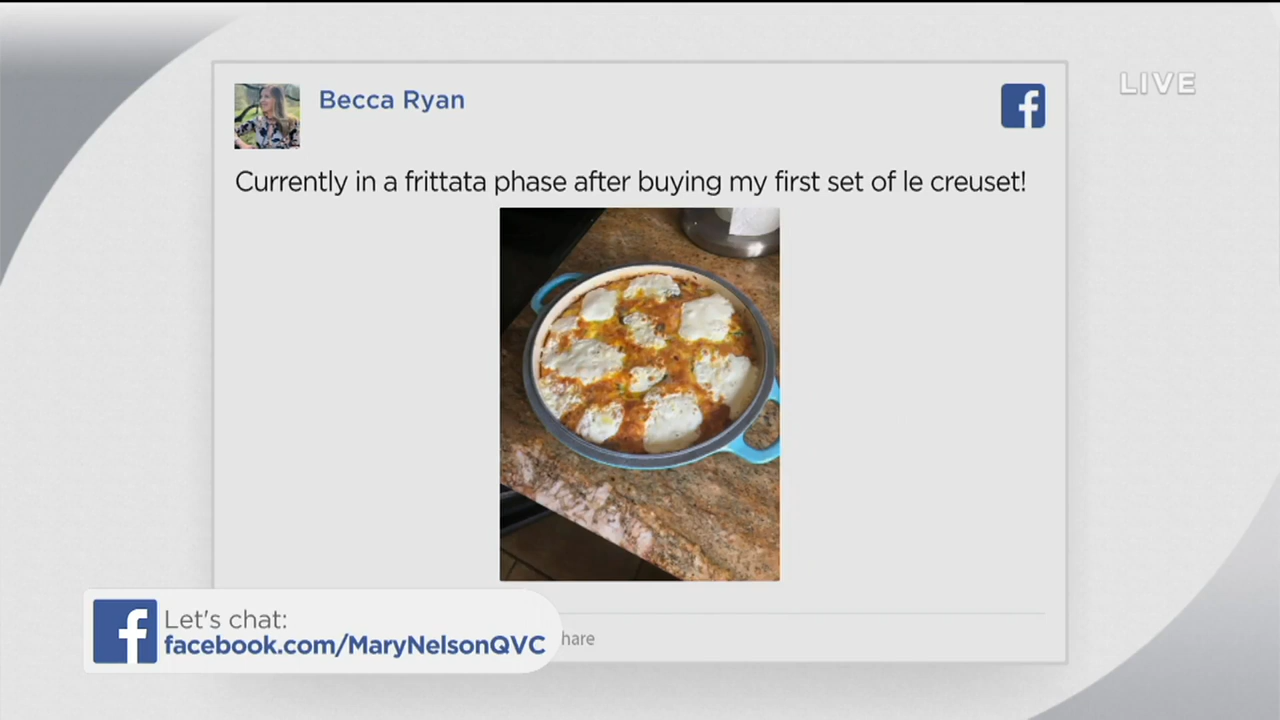 LIVE
Becca Ryan
Currently in a frittata phase after buying my first set of le creuset!
Let's chat:
facebook.com/MaryNelsonQVC
hare